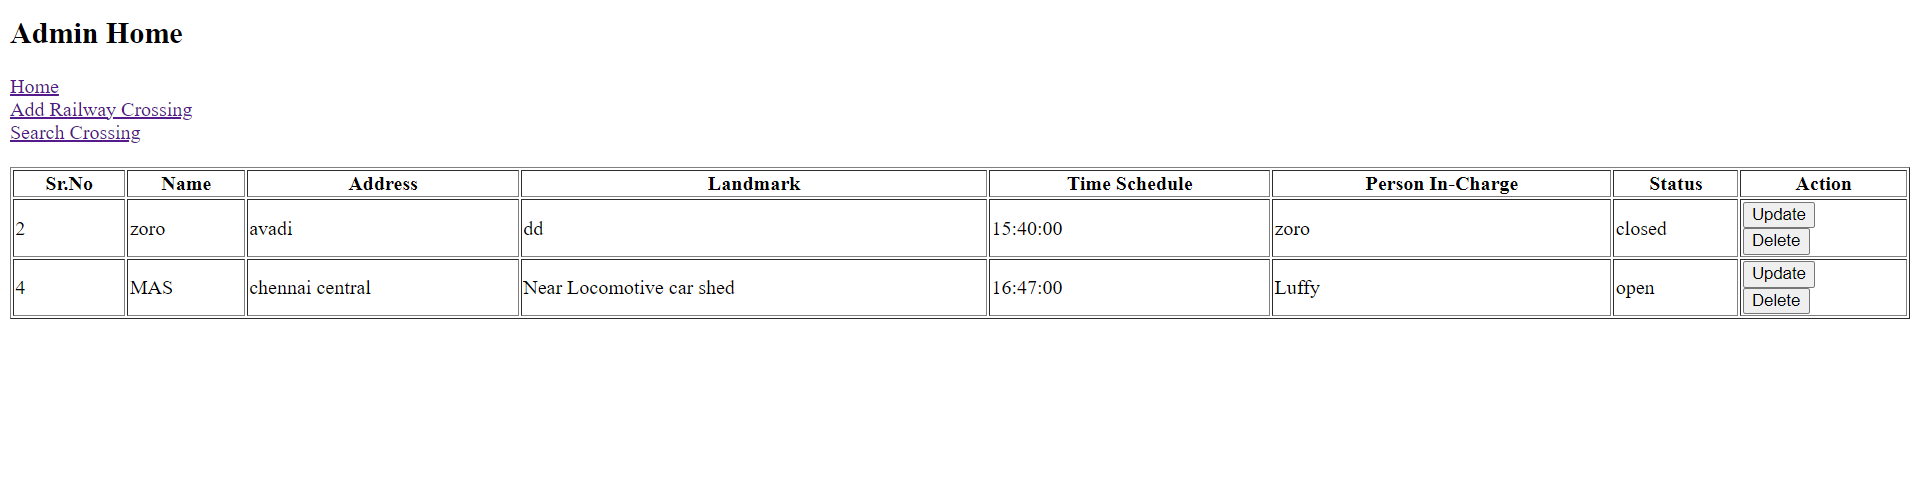 Admin Home
Home
Add Railway Crossing
Search Crossing
Sr.No Name Address Landmark Time Schedule Person In-Charge Status Action
2 zoro avadi dd 15:40:00 zoro closed Update
Delete
4 MAS chennai central Near Locomotive car shed 16:47:00 Luffy open Update
Delete